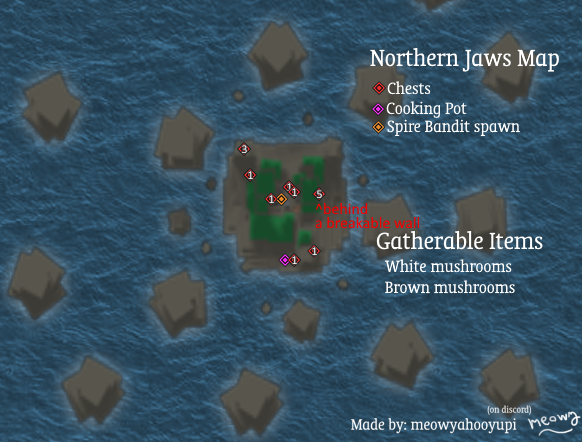 Northern Jaws Map
Chests
Cooking Pot
Spire Bandit spawn
3
1
1
1
1
5
^behind
a breakable wall
1
1
Gatherable Items
White mushrooms
Brown mushrooms
(on discord)
Made by: meowyahooyupi
meowy